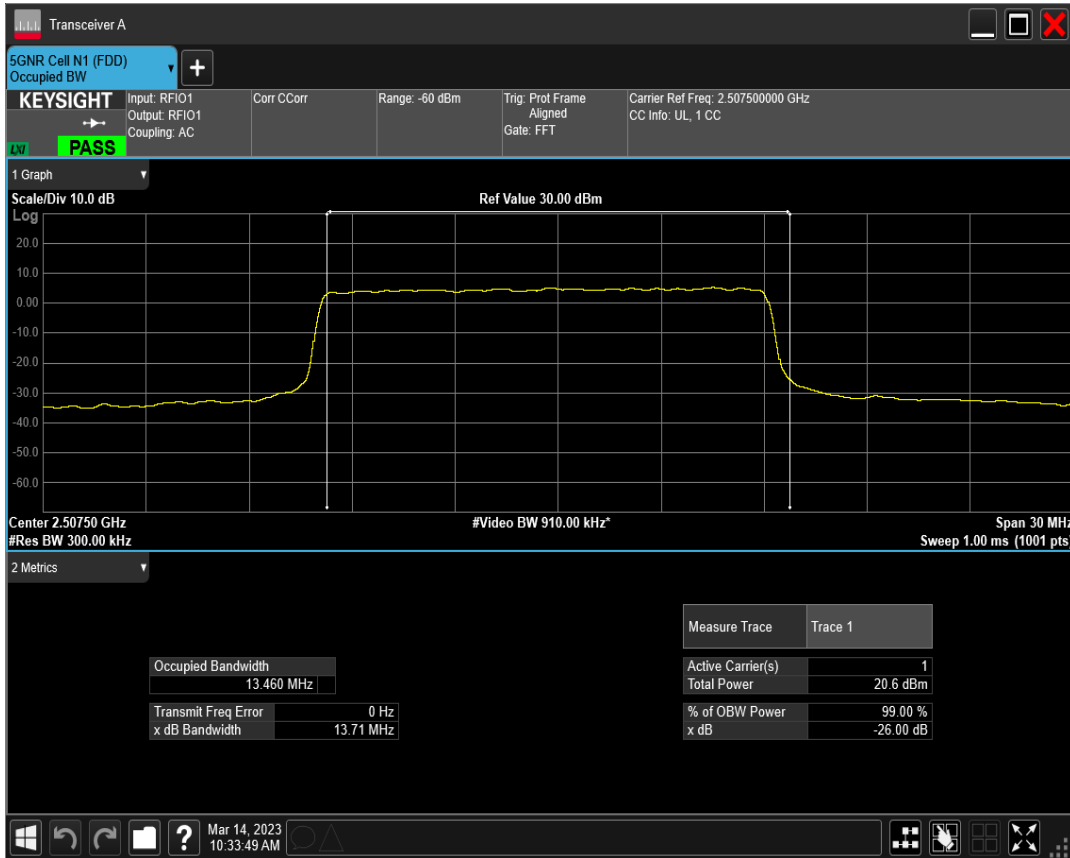 Transceiver A
5GNR Cell N1 (FDD)
Occupied BW
KEYSIGHT
LXI
PASS
Input: RFIO1
Output: RFIO1
Coupling: AC
Corr CCorr
Range: -60 dBm
Trig: Prot Frame
Aligned
Gate: FFT
Carrier Ref Freq: 2.507500000 GHz
CC Info: UL, 1 CC
1 Graph
Scale/Div 10.0 dB
Ref Value 30.00 dBm
Log
20.0
10.0
0.00
-10.0
-20.0
-30.0
-40.0
-50.0
-60.0
Center 2.50750 GHz
#Video BW 910.00 kHz*
Span 30 MHz
#Res BW 300.00 kHz
Sweep 1.00 ms (1001 pts)
2 Metrics
Measure Trace Trace 1
Occupied Bandwidth
13.460 MHz
Active Carrier(s) 1
Total Power 20.6 dBm
Transmit Freq Error 0 Hz
x dB Bandwidth 13.71 MHz
% of OBW Power 99.00 %
x dB -26.00 dB
?
Mar 14, 2023
10:33:49 AM